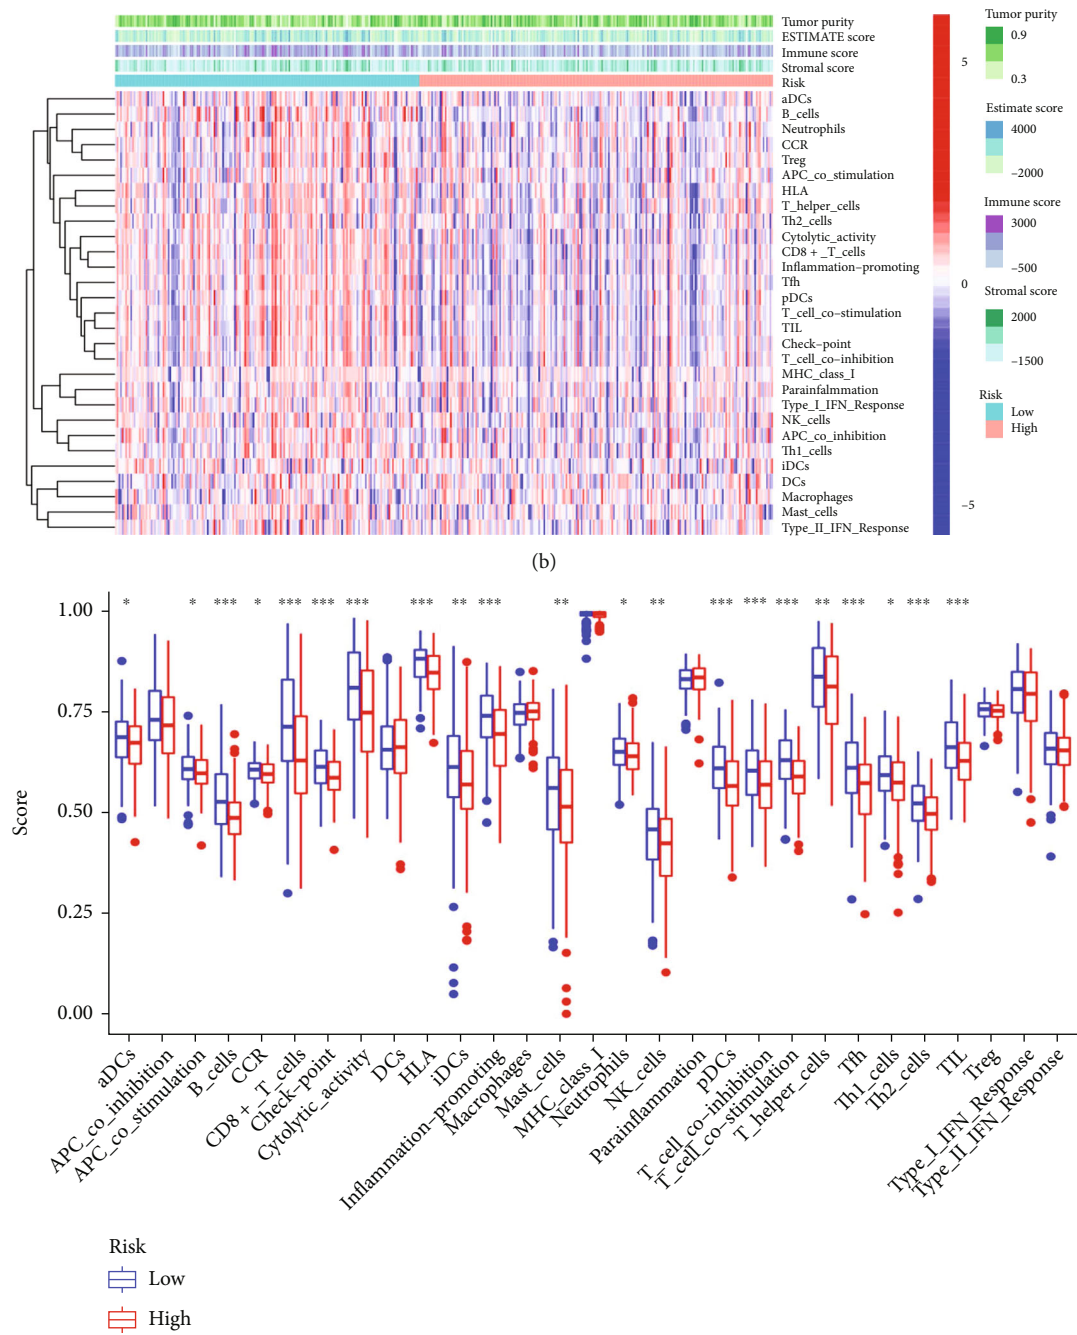 Tumor purity
ESTIMATE score
Immune score
Stromal score
Risk
aDCs
B_cells
Neutrophils
CCR
Treg
APC_co_stimulation
HLA
T_helper_cells
Th2_cells
Cytolytic_activity
CD8 + _T_cells
Inflammation−promoting
Tfh
pDCs
T_cell_co−stimulation
TIL
Check−point
T_cell_co−inhibition
MHC_class_I
Parainfalmmation
Type_I_IFN_Response
NK_cells
APC_co_inhibition
Th1_cells
iDCs
DCs
Macrophages
Mast_cells
Type_II_IFN_Response
5
0
−5
Tumor purity
0.9
0.3
Estimate score
4000
−2000
Immune score
3000
−500
Stromal score
2000
−1500
Risk
Low
High
(b)
* * *** * *** *** *** *** ** *** ** * ** *** *** *** ** *** * *** ***
Score
1.00
0.75
0.50
0.25
0.00
aDCs
APC_co_inhibition
APC_co_stimulation
B_cells
CCR
CD8 + _T_cells
Check−point
Cytolytic_activity
DCs
HLA
iDCs
Inflammation−promoting
Macrophages
Mast_cells
MHC_class_I
Neutrophils
NK_cells
Parainflammation
pDCs
T_cell_co−inhibition
T_cell_co−stimulation
T_helper_cells
Tfh
Th1_cells
Th2_cells
TIL
Treg
Type_I_IFN_Response
Type_II_IFN_Response
Risk
Low
High